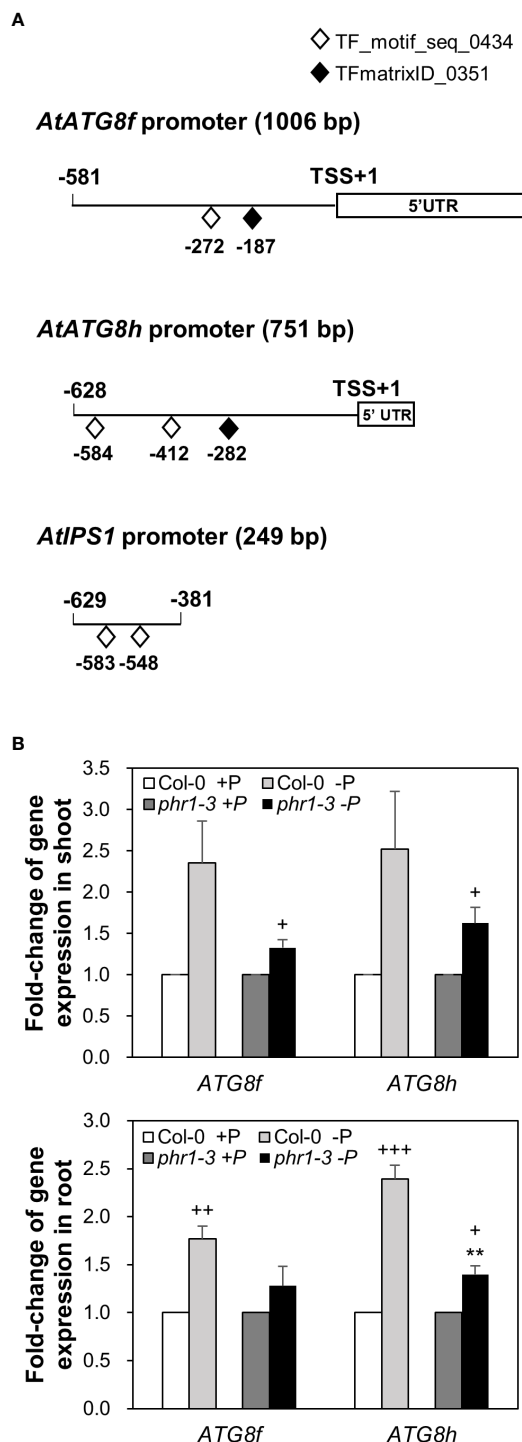 A
TF_motif_seq_0434
TFmatrixID_0351
AtATG8f promoter (1006 bp)
-581 TSS+1
5'UTR
-272 -187
AtATG8h promoter (751 bp)
-628 TSS+1
5' UTR
-584 -412 -282
AtIPS1 promoter (249 bp)
-629 -381
-583 -548
B
Fold-change of gene
expression in shoot
3.5
3.0
2.5
2.0
1.5
1.0
0.5
0.0
Col-0 +P Col-0 -P
phr1-3 +P phr1-3 -P
+ +
ATG8f ATG8h
Fold-change of gene
expression in root
3.0
2.5
2.0
1.5
1.0
0.5
0.0
Col-0 +P Col-0 -P
phr1-3 +P phr1-3 -P
+++
++
+
**
ATG8f ATG8h